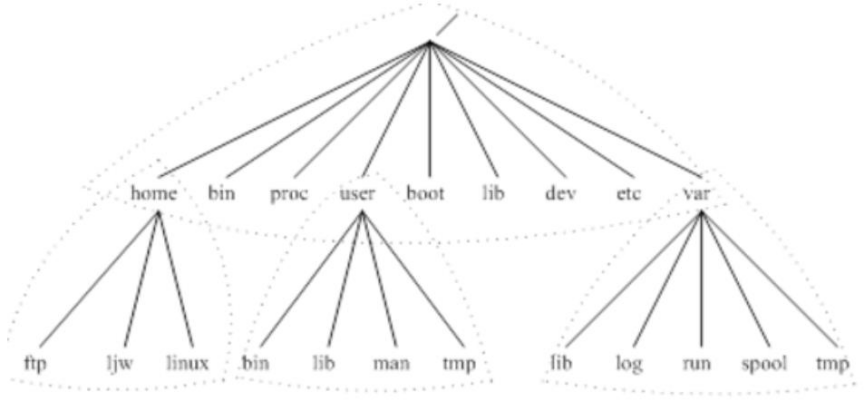 /
home bin proc user boot lib dev etc var
ftp ljw linux bin lib man tmp lib log run spool tmp